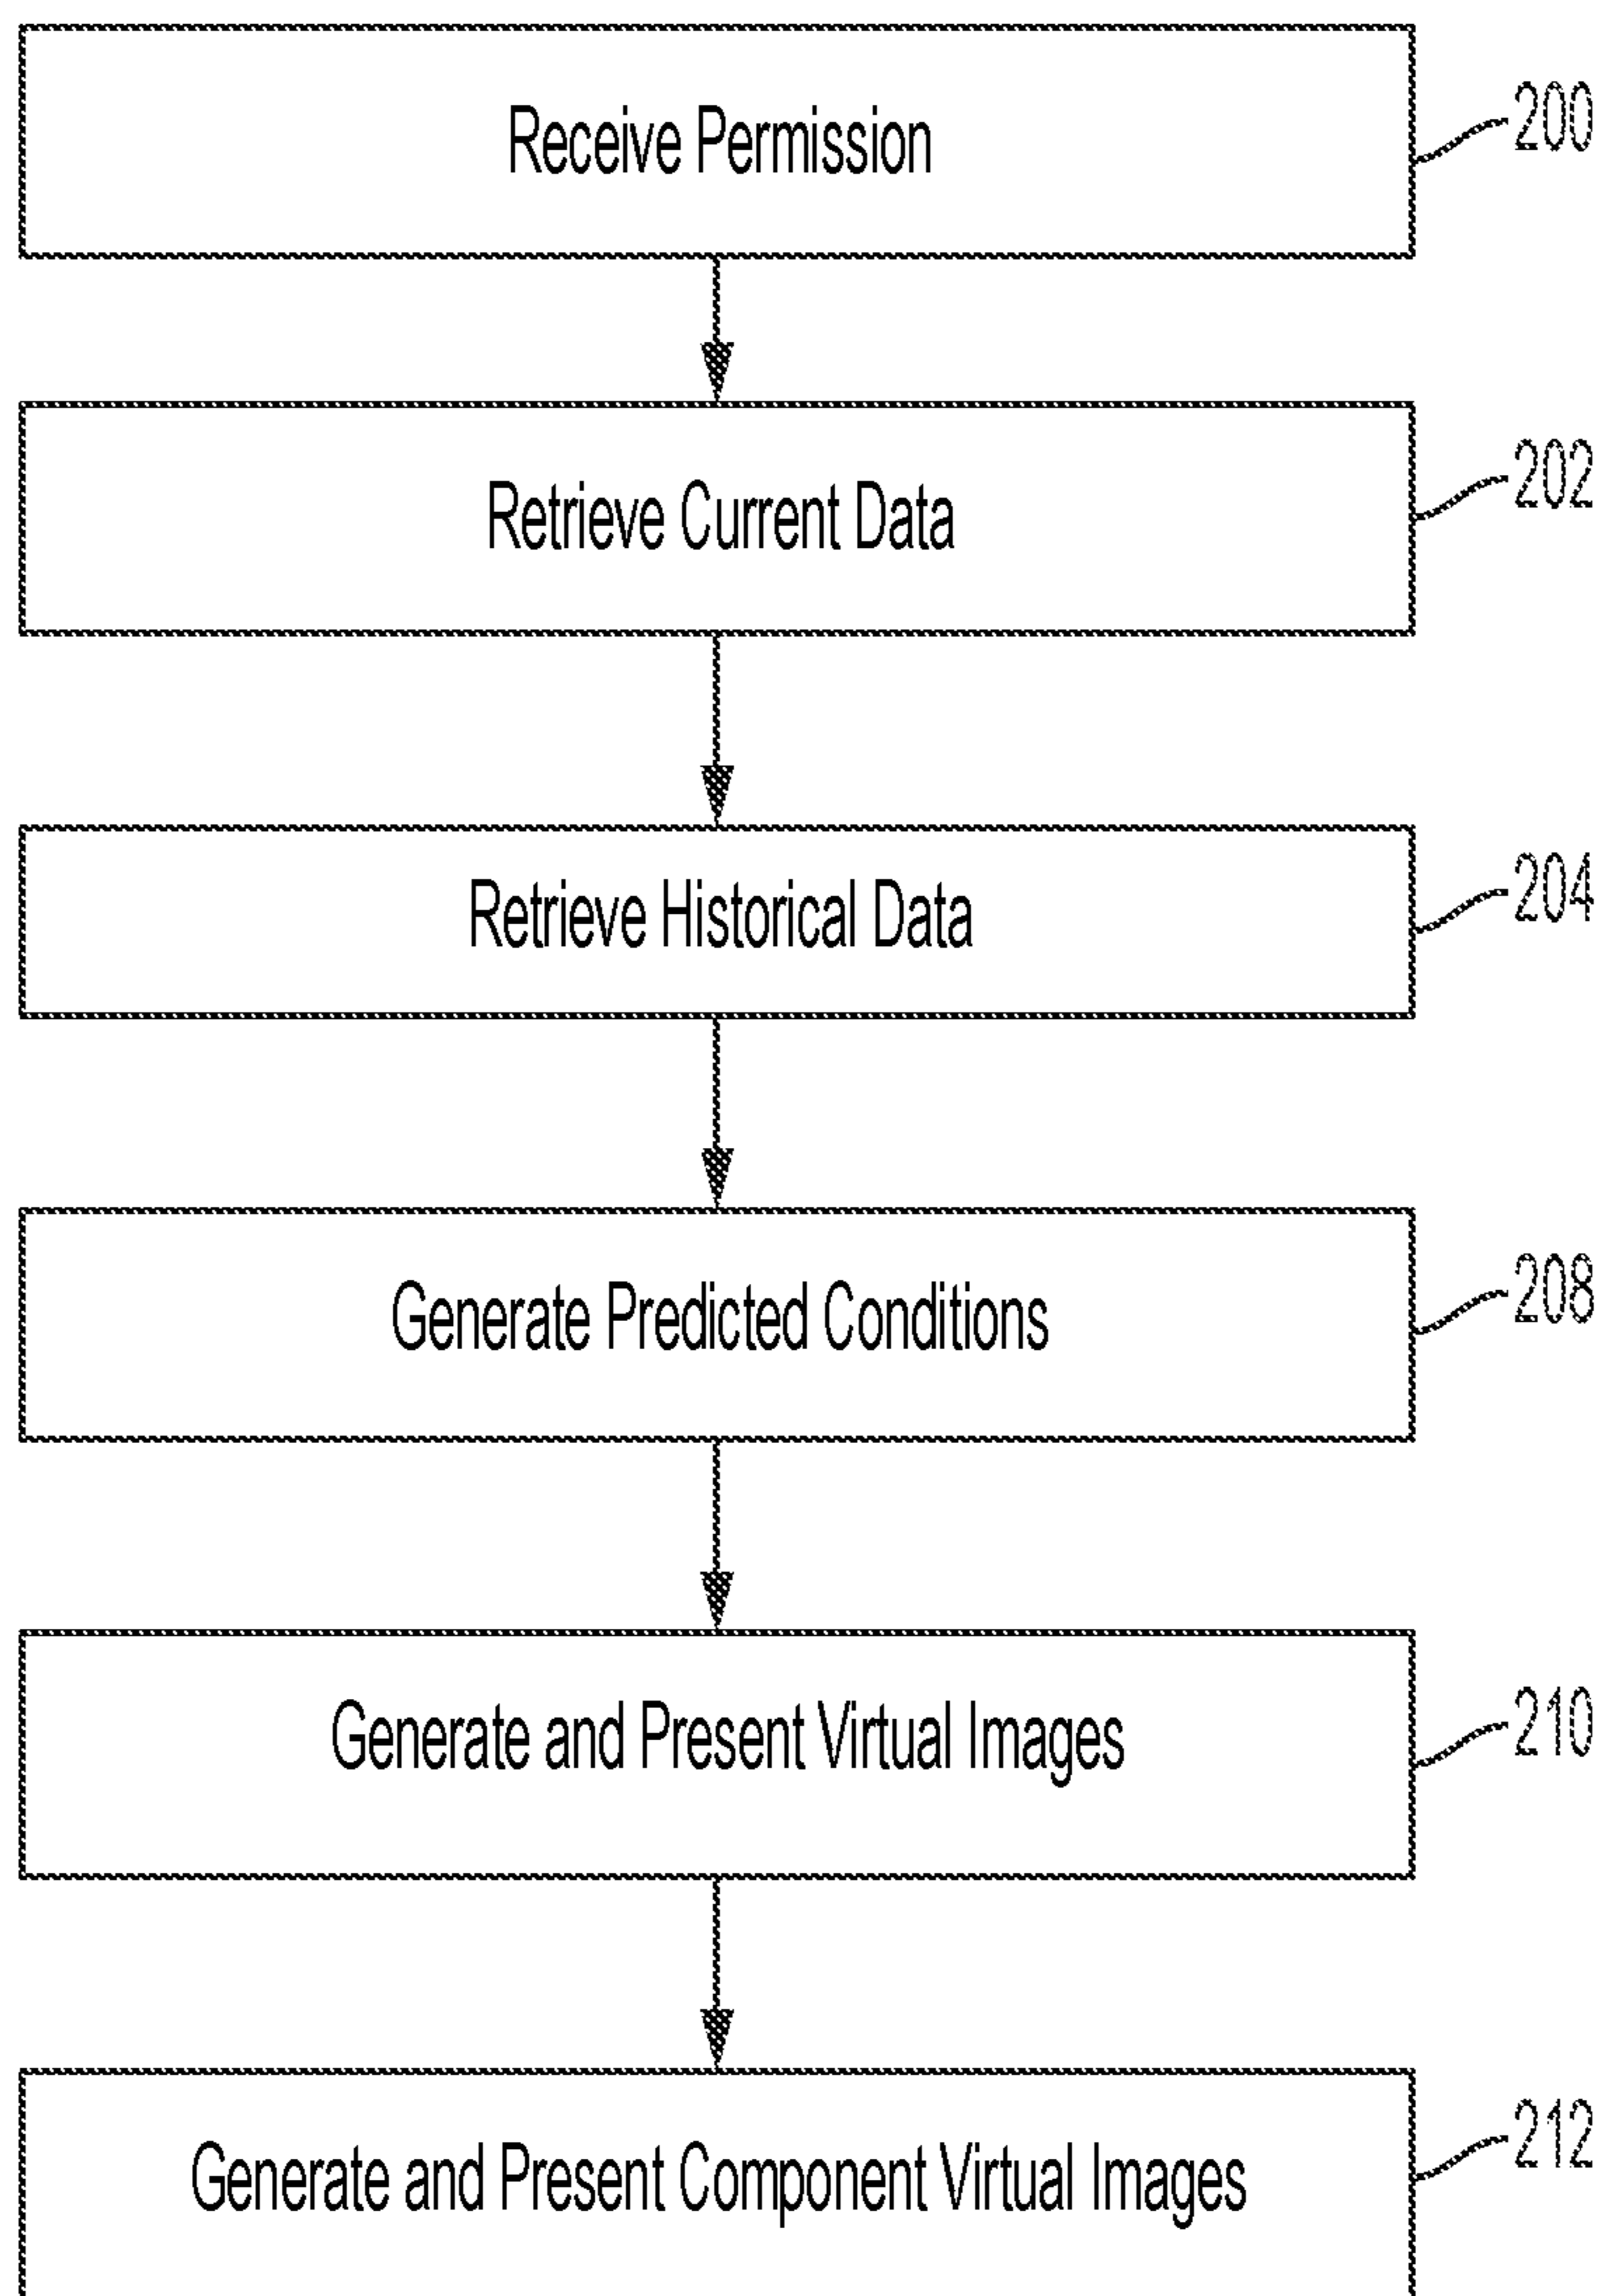 Receive Permission
200
Retrieve Current Data
202
Retrieve Historical Data
204
Generate Predicted Conditions
208
Generate and Present Virtual Images
210
Generate and Present Component Virtual Images
212